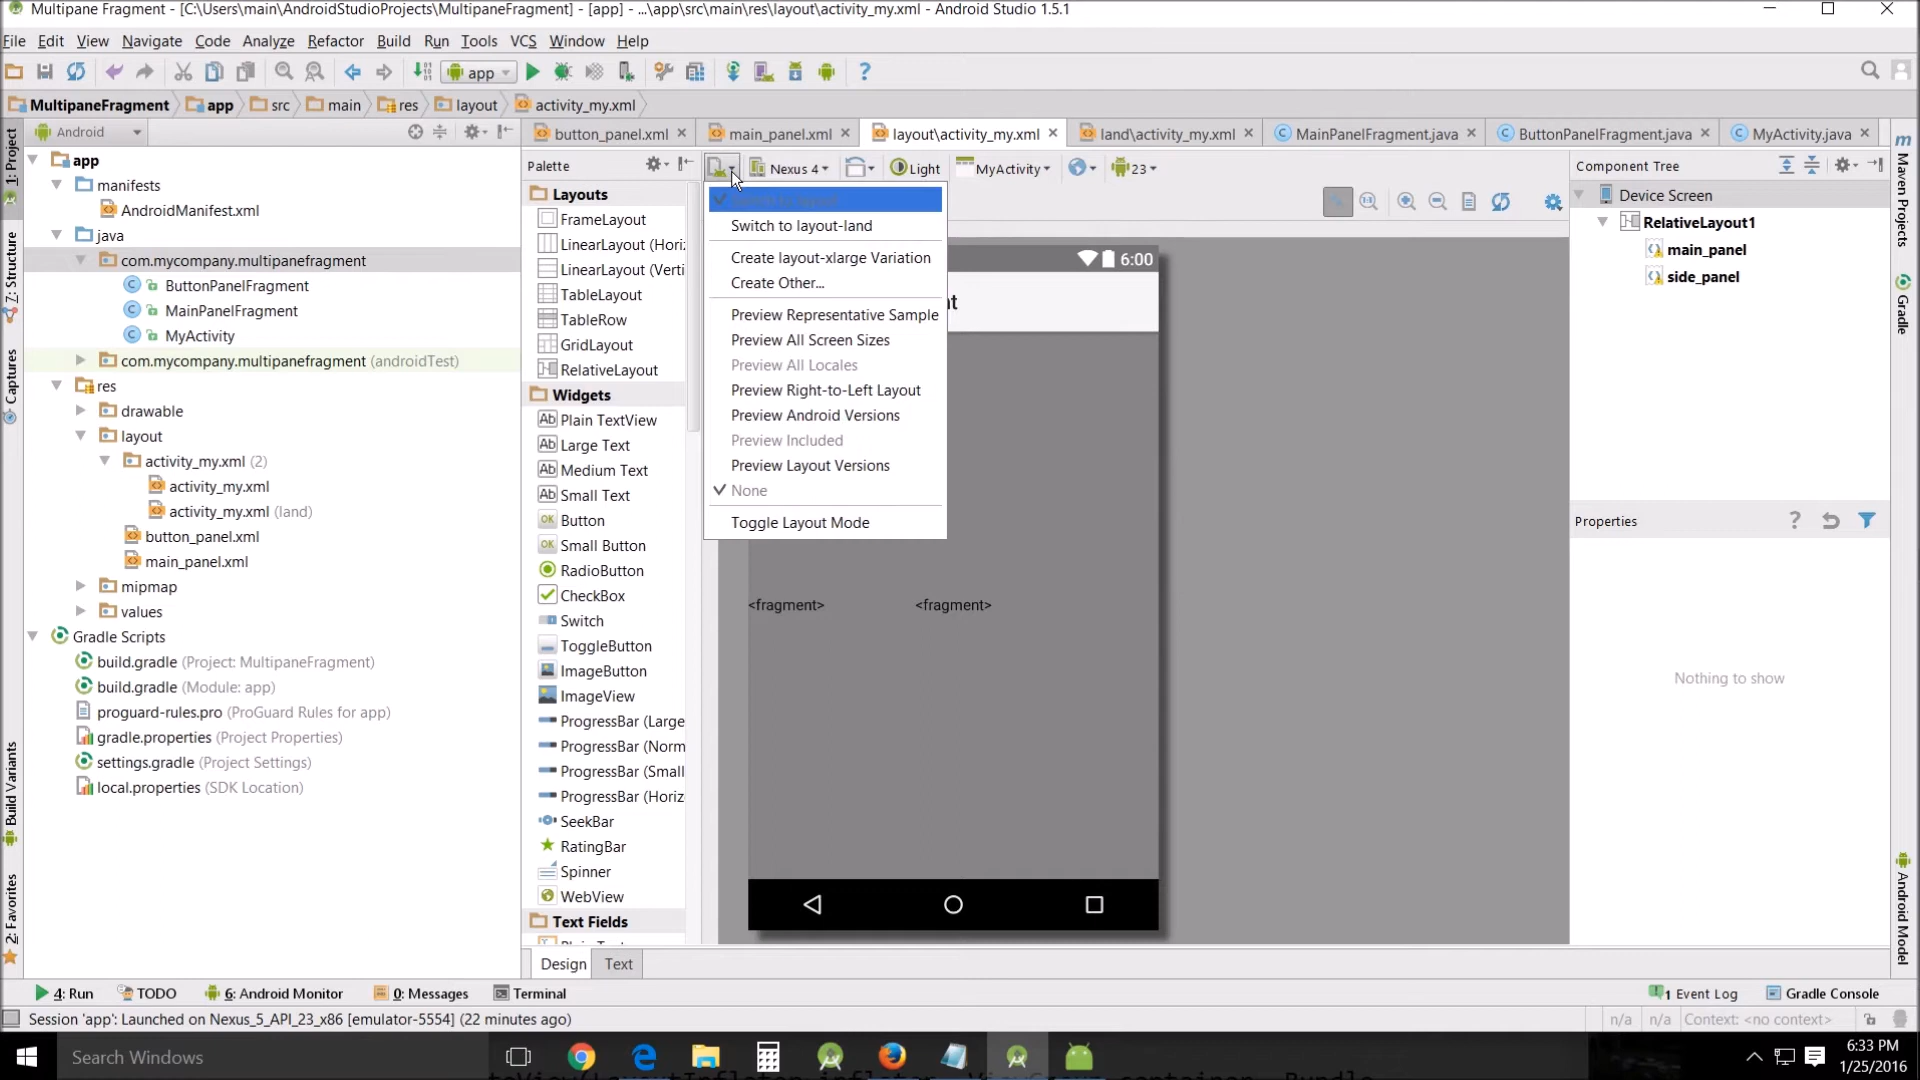 Multipane Fragment - [C:\Users\main\AndroidStudioProjects\MultipaneFragment] - [app] - ...\app\src\main\res\layout\activity_my.xml - Android Studio 1.5.1
File Edit View Navigate Code Analyze Refactor Build Run Tools VCS Window Help
app
MultipaneFragment app src main res layout activity_my.xml
Android
button_panel.xml main_panel.xml layout\activity_my.xml land\activity_my.xml MainPanelFragment.java ButtonPanelFragment.java MyActivity.java
1: Project
7: Structure
Captures
Build Variants
2: Favorites
app
manifests
AndroidManifest.xml
java
com.mycompany.multipanefragment
ButtonPanelFragment
MainPanelFragment
MyActivity
com.mycompany.multipanefragment (androidTest)
res
drawable
layout
activity_my.xml (2)
activity_my.xml
activity_my.xml (land)
button_panel.xml
main_panel.xml
mipmap
values
Gradle Scripts
build.gradle (Project: MultipaneFragment)
build.gradle (Module: app)
proguard-rules.pro (ProGuard Rules for app)
gradle.properties (Project Properties)
settings.gradle (Project Settings)
local.properties (SDK Location)
Palette
Layouts
FrameLayout
LinearLayout (Hori:
LinearLayout (Verti
TableLayout
TableRow
GridLayout
RelativeLayout
Widgets
Plain TextView
Large Text
Medium Text
Small Text
Button
Small Button
RadioButton
CheckBox
Switch
ToggleButton
ImageButton
ImageView
ProgressBar (Large
ProgressBar (Norm
ProgressBar (Small
ProgressBar (Horiz
SeekBar
RatingBar
Spinner
WebView
Text Fields
Nexus 4 Light MyActivity 23
Switch to layout-land
Create layout-xlarge Variation
Create Other...
Preview Representative Sample
Preview All Screen Sizes
Preview All Locales
Preview Right-to-Left Layout
Preview Android Versions
Preview Included
Preview Layout Versions
None
Toggle Layout Mode
6:00
nt
<fragment> <fragment>
Design Text
Component Tree
Device Screen
RelativeLayout1
main_panel
side_panel
Properties
Nothing to show
Maven Projects
Gradle
Android Model
4: Run TODO 6: Android Monitor 0: Messages Terminal 1 Event Log Gradle Console
Session 'app': Launched on Nexus_5_API_23_x86 [emulator-5554] (22 minutes ago) n/a n/a Context: <no context>
Search Windows
6:33 PM
1/25/2016